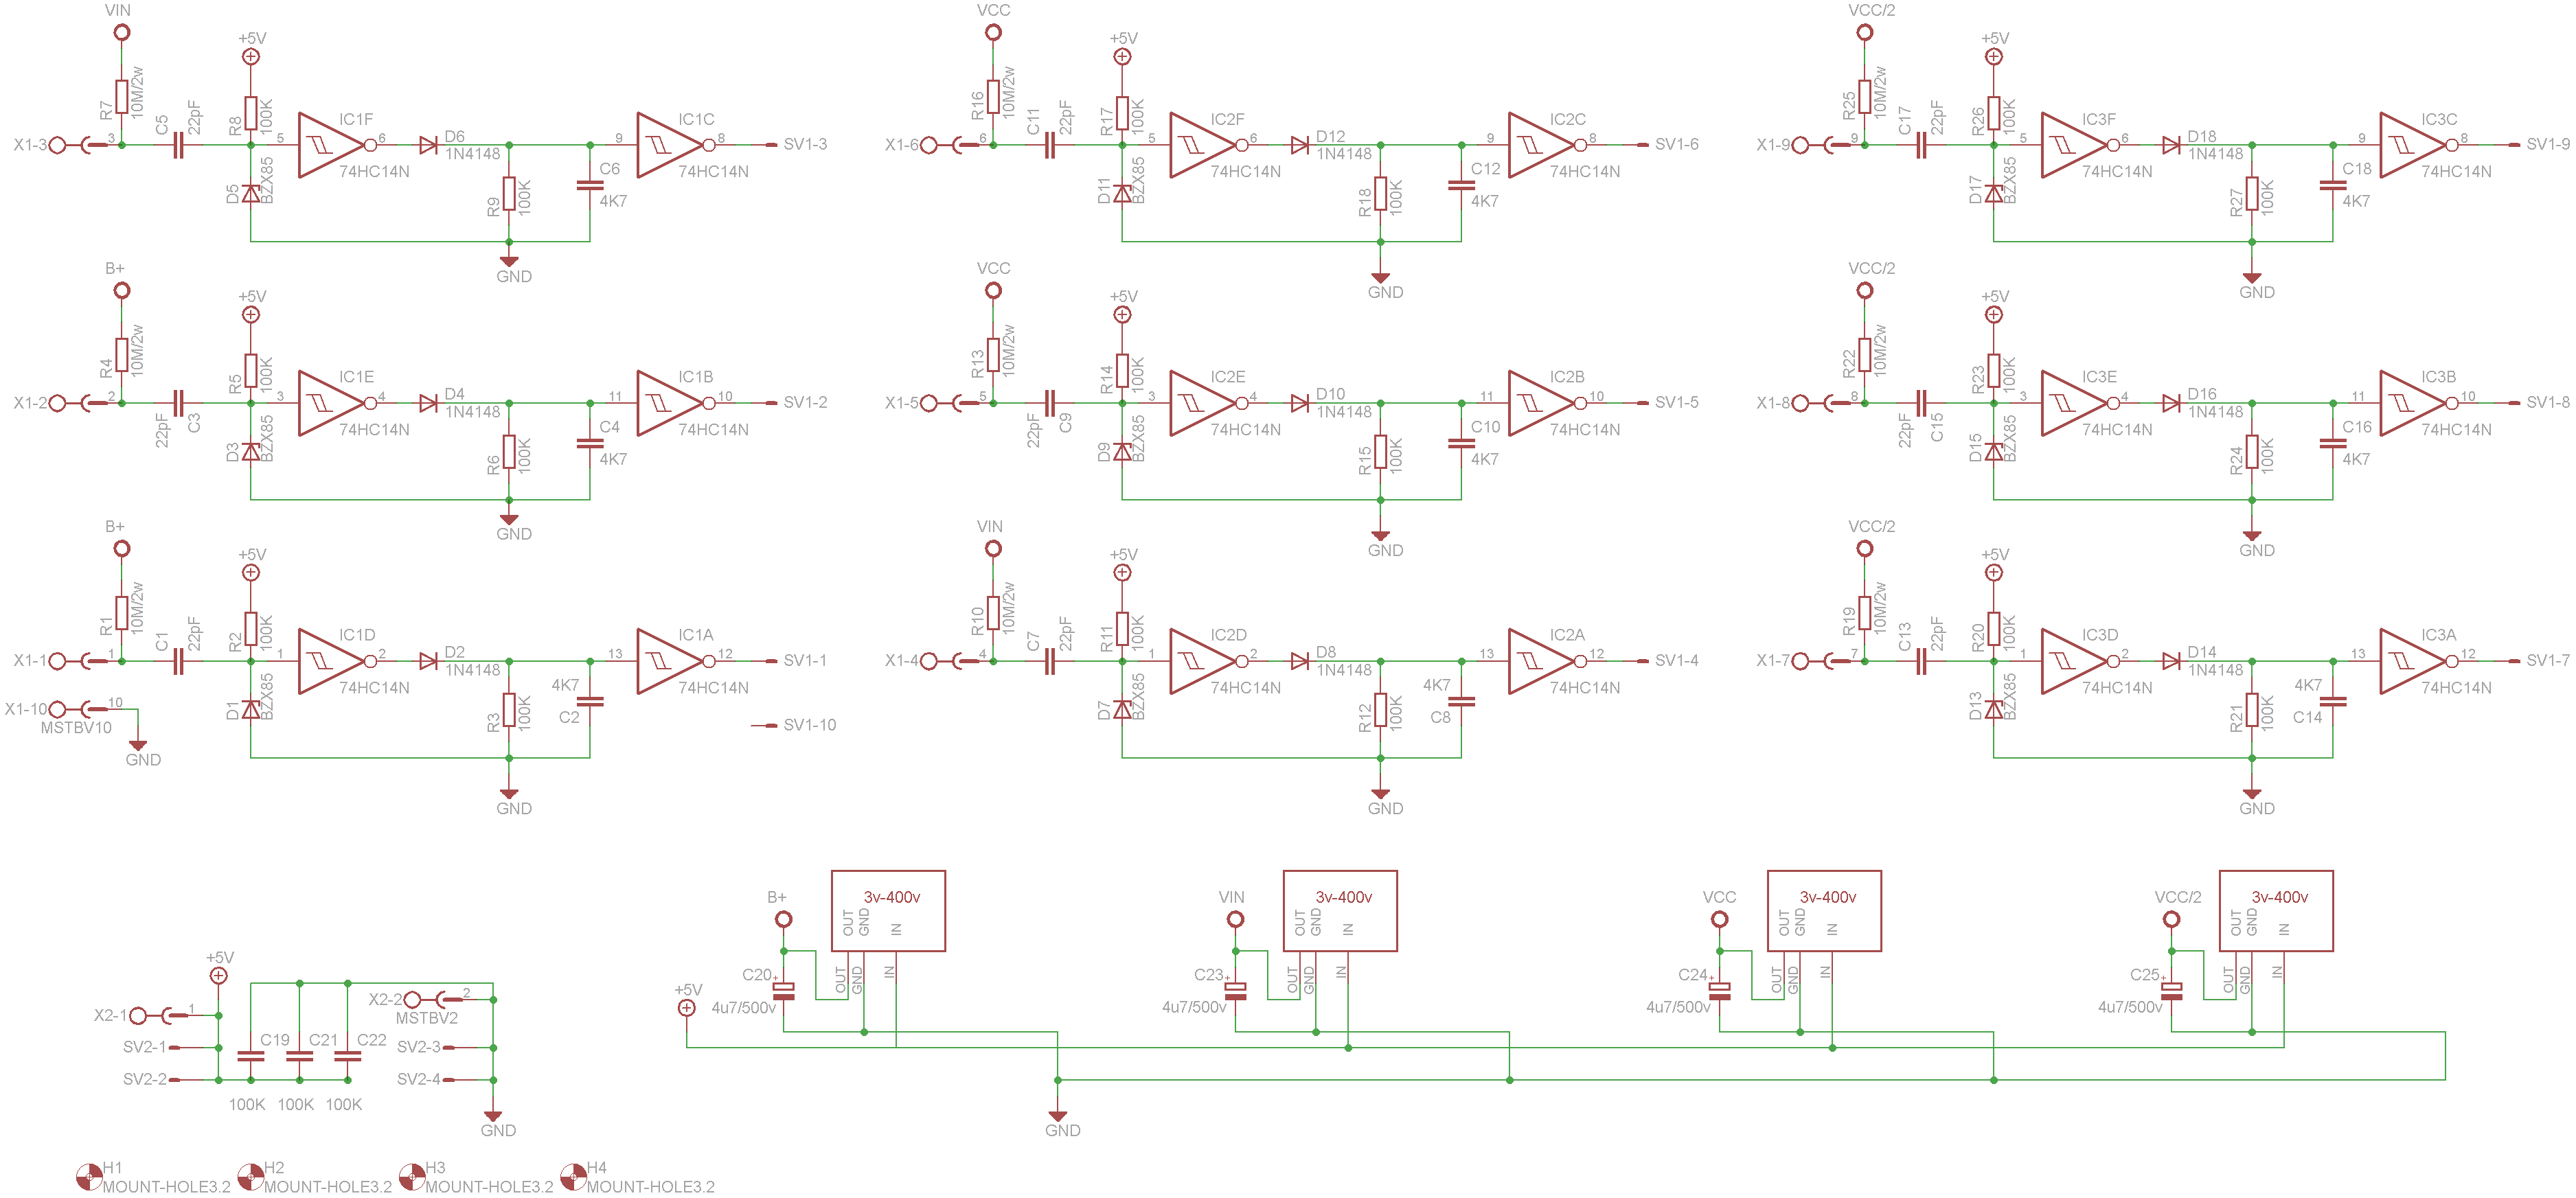 VIN
+5V
R7
10M/2w
C5
22pF
R8
100K
X1-3
3
5
IC1F
6
74HC14N
D6
1N4148
D5
BZX85
R9
100K
C6
4K7
9
IC1C
8
74HC14N
SV1-3
GND
VCC
+5V
R16
10M/2w
C11
22pF
R17
100K
X1-6
6
5
IC2F
6
74HC14N
D12
1N4148
D11
BZX85
R18
100K
C12
4K7
9
IC2C
8
74HC14N
SV1-6
GND
VCC/2
+5V
R25
10M/2w
C17
22pF
R26
100K
X1-9
9
5
IC3F
6
74HC14N
D18
1N4148
D17
BZX85
R27
100K
C18
4K7
9
IC3C
8
74HC14N
SV1-9
GND
B+
+5V
R4
10M/2w
22pF
C3
R5
100K
X1-2
2
3
IC1E
4
74HC14N
D4
1N4148
D3
BZX85
R6
100K
C4
4K7
11
IC1B
10
74HC14N
SV1-2
GND
VCC
+5V
R13
10M/2w
22pF
C9
R14
100K
X1-5
5
3
IC2E
4
74HC14N
D10
1N4148
D9
BZX85
R15
100K
C10
4K7
11
IC2B
10
74HC14N
SV1-5
GND
VCC/2
+5V
R22
10M/2w
22pF
C15
R23
100K
X1-8
8
3
IC3E
4
74HC14N
D16
1N4148
D15
BZX85
R24
100K
C16
4K7
11
IC3B
10
74HC14N
SV1-8
GND
B+
+5V
R1
10M/2w
C1
22pF
R2
100K
X1-1
1
1
IC1D
2
74HC14N
D2
1N4148
D1
BZX85
R3
100K
4K7
C2
13
IC1A
12
74HC14N
SV1-1
X1-10
10
MSTBV10
GND
SV1-10
GND
VIN
+5V
R10
10M/2w
C7
22pF
R11
100K
X1-4
4
1
IC2D
2
74HC14N
D8
1N4148
D7
BZX85
R12
100K
4K7
C8
13
IC2A
12
74HC14N
SV1-4
GND
VCC/2
+5V
R19
10M/2w
C13
22pF
R20
100K
X1-7
7
1
IC3D
2
74HC14N
D14
1N4148
D13
BZX85
R21
100K
4K7
C14
13
IC3A
12
74HC14N
SV1-7
GND
+5V
X2-1
1
SV2-1
SV2-2
C19
C21
C22
100K
100K
100K
X2-2
2
MSTBV2
SV2-3
SV2-4
GND
+5V
B+
3v-400v
OUT
GND
IN
OUT
GND
IN
C20
+
4u7/500v
GND
VIN
3v-400v
OUT
GND
IN
OUT
GND
IN
C23
+
4u7/500v
VCC
3v-400v
OUT
GND
IN
OUT
GND
IN
C24
+
4u7/500v
VCC/2
3v-400v
OUT
GND
IN
OUT
GND
IN
C25
+
4u7/500v
H1
MOUNT-HOLE3.2
H2
MOUNT-HOLE3.2
H3
MOUNT-HOLE3.2
H4
MOUNT-HOLE3.2